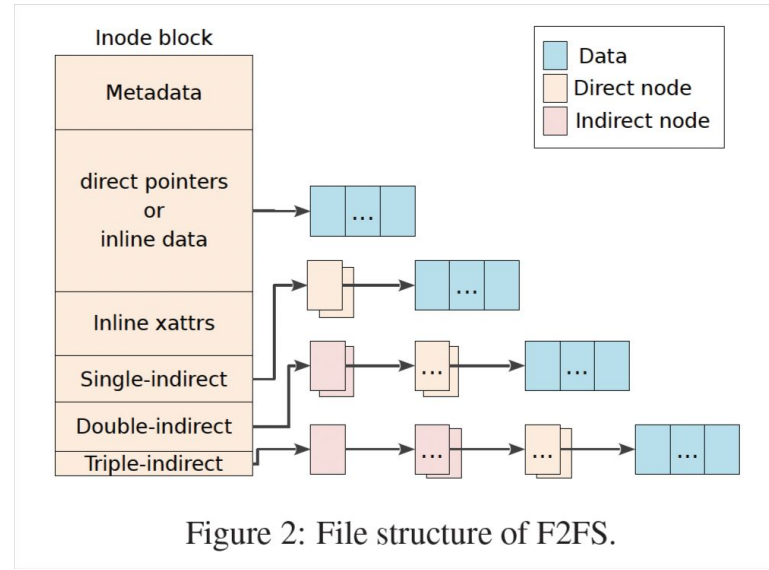 Inode block
Metadata
direct pointers
or
inline data
Inline xattrs
Single-indirect
Double-indirect
Triple-indirect
Data
Direct node
Indirect node
...
...
...
...
...
...
...
Figure 2: File structure of F2FS.